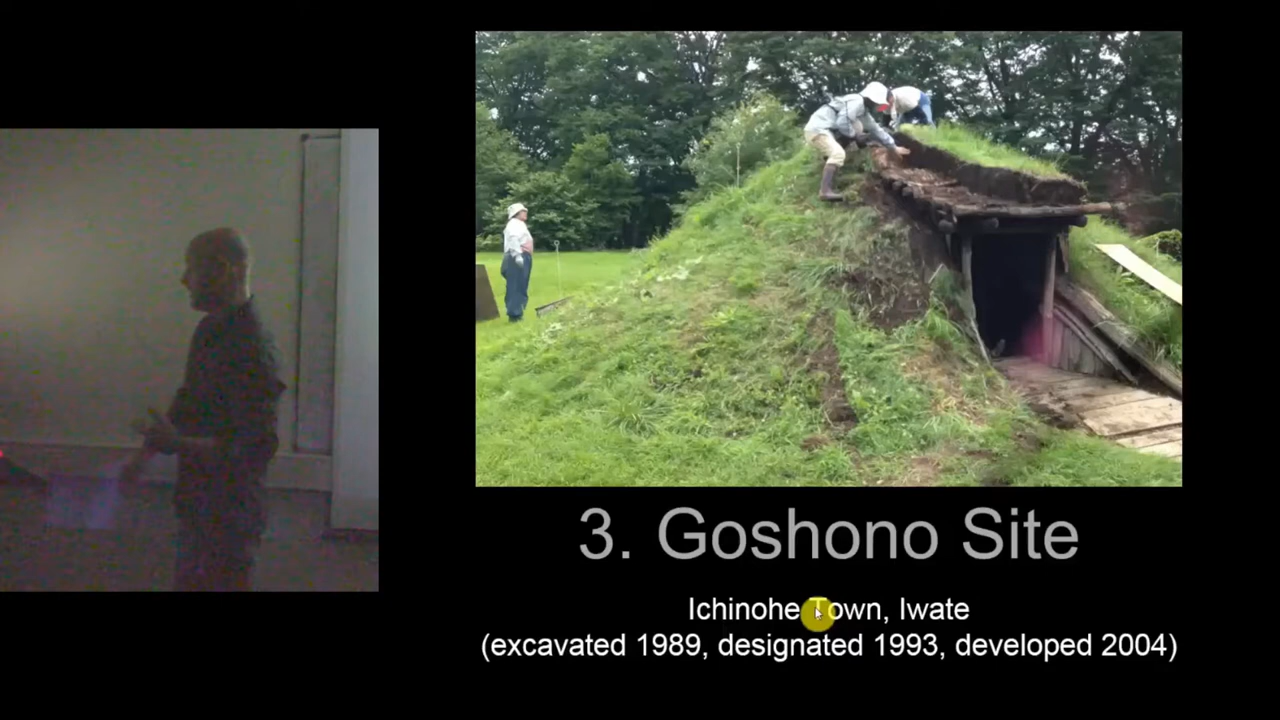 3. Goshono Site
Ichinohe Town, Iwate
(excavated 1989, designated 1993, developed 2004)